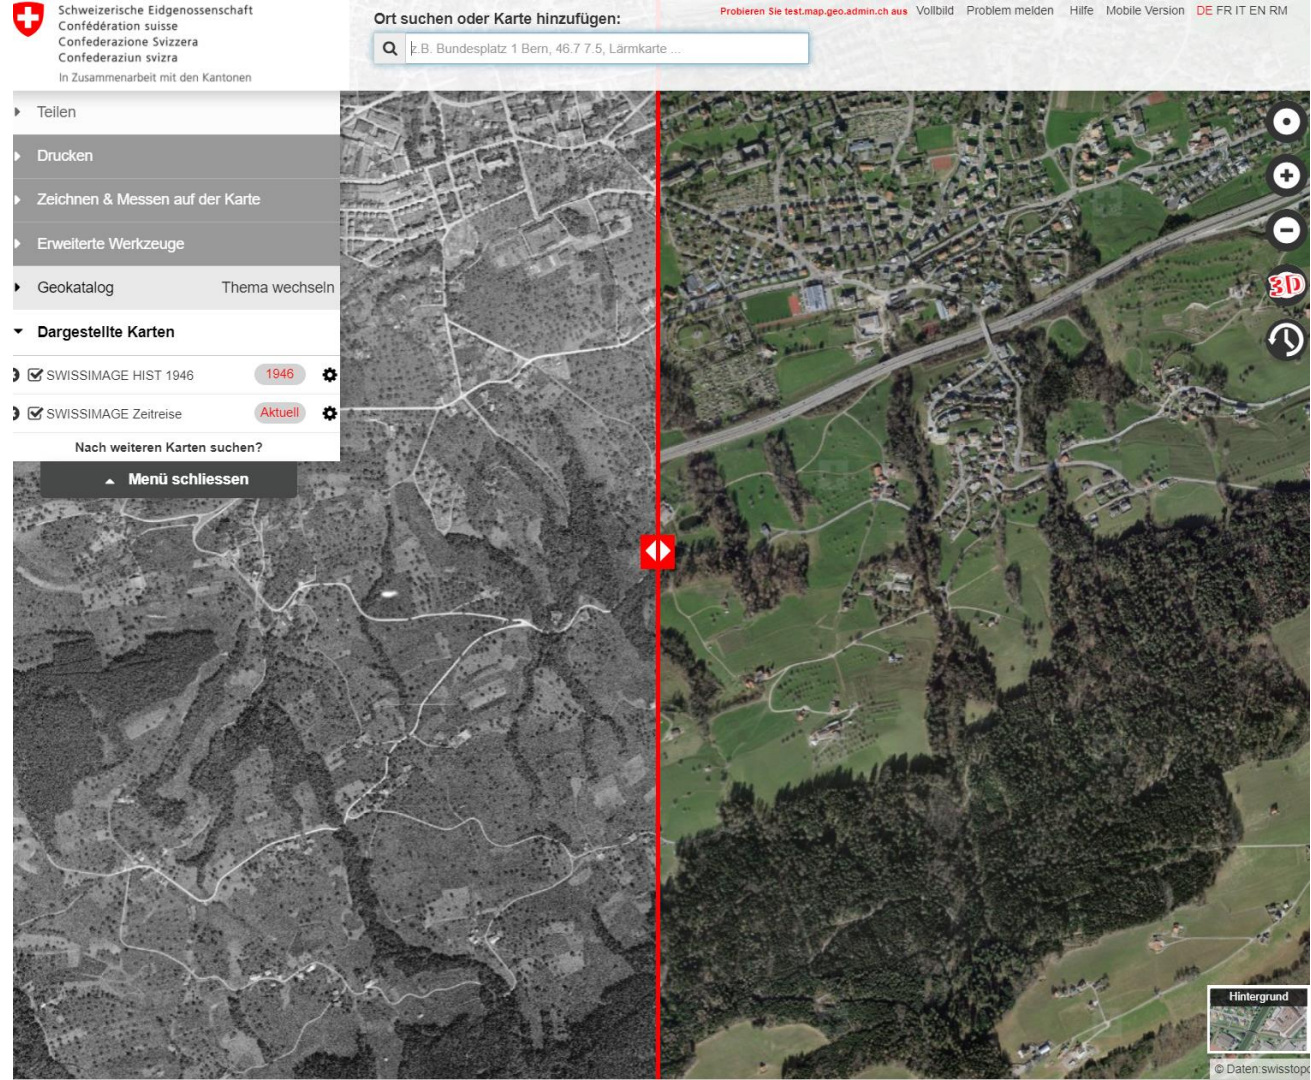 Schweizerische Eidgenossenschaft
Confédération suisse
Confederazione Svizzera
Confederaziun svizra
In Zusammenarbeit mit den Kantonen
Ort suchen oder Karte hinzufügen:
z.B. Bundesplatz 1 Bern, 46.7 7.5, Lärmkarte ...
Probieren Sie test.map.geo.admin.ch aus Vollbild Problem melden Hilfe Mobile Version DE FR IT EN RM
Teilen
Drucken
Zeichnen & Messen auf der Karte
Erweiterte Werkzeuge
Geokatalog Thema wechseln
Dargestellte Karten
SWISSIMAGE HIST 1946 1946
SWISSIMAGE Zeitreise Aktuell
Nach weiteren Karten suchen?
Menü schliessen
3D
Hintergrund
© Daten:swisstopo